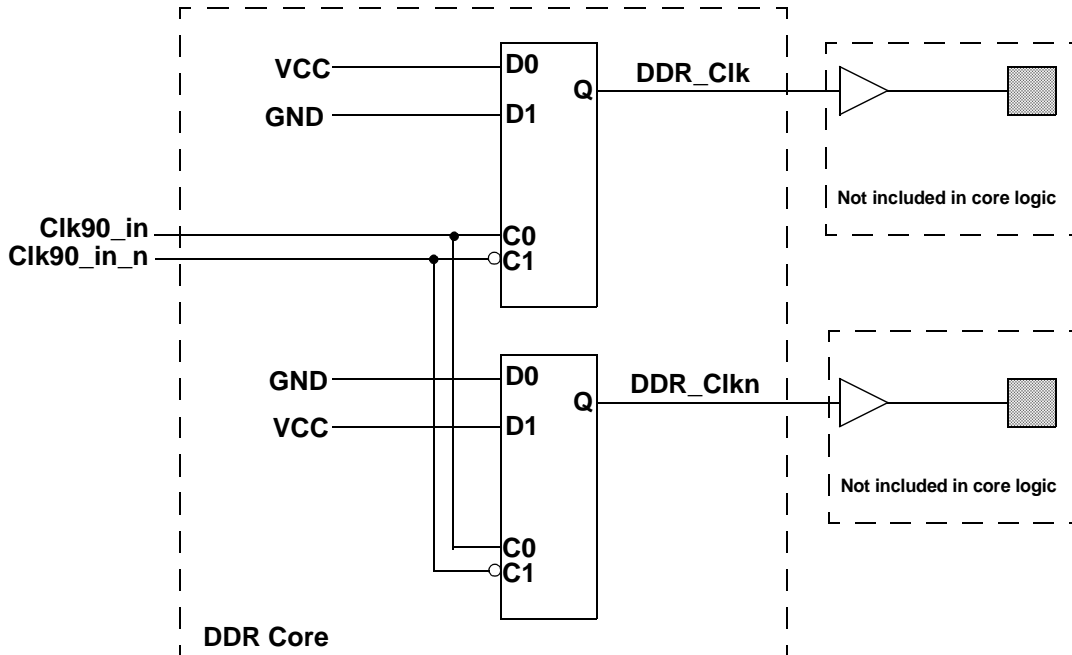 VCC
D0
DDR_Clk
Q
GND
D1
Not included in core logic
Clk90_in
C0
Clk90_in_n
C1
GND
D0
DDR_Clkn
Q
VCC
D1
Not included in core logic
C0
C1
DDR Core